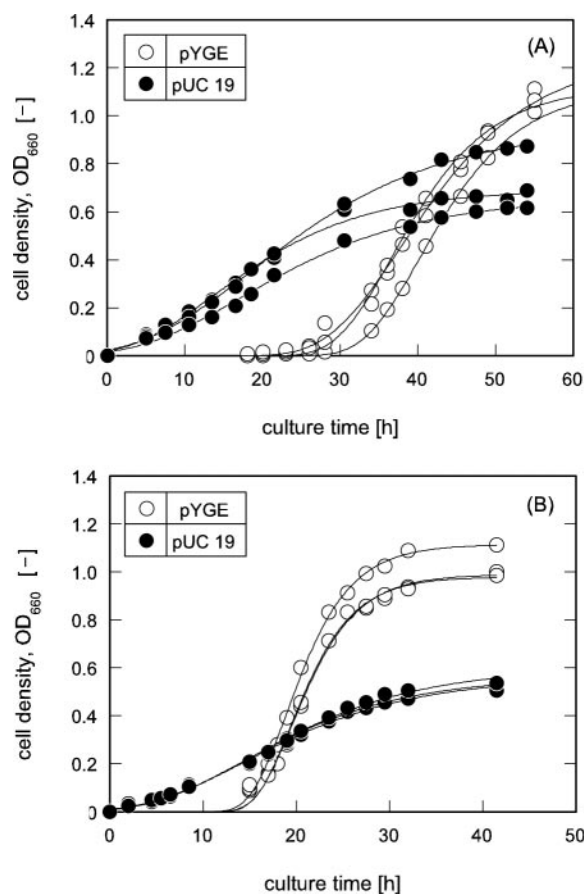 1.4
1.2
1.0
0.8
0.6
0.4
0.2
0
pYGE
pUC 19
(A)
cell density, OD660 [-]
0 10 20 30 40 50 60
culture time [h]
1.4
1.2
1.0
0.8
0.6
0.4
0.2
0
pYGE
pUC 19
(B)
cell density, OD660 [-]
0 10 20 30 40 50
culture time [h]